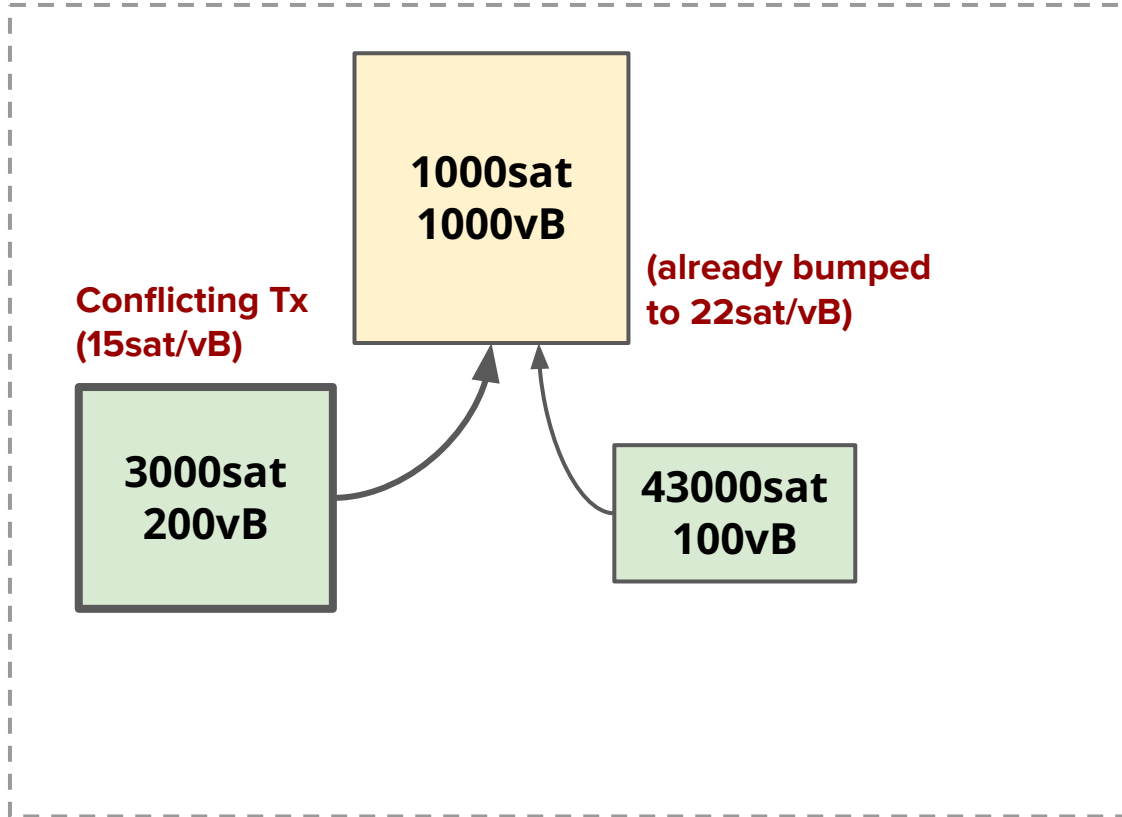 1000sat
1000vB
(already bumped
to 22sat/vB)
Conflicting Tx
(15sat/vB)
3000sat
200vB
43000sat
100vB